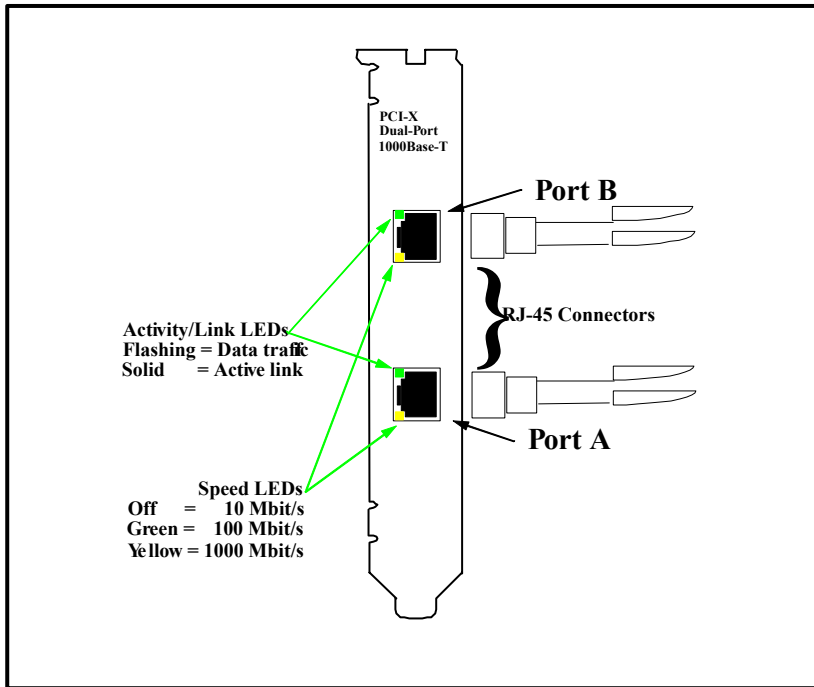 PCI-X
Dual-Port
1000Base-T
Port B
RJ-45 Connectors
Activity/Link LEDs
Flashing = Data traffic
Solid = Active link
Port A
Speed LEDs
Off = 10 Mbit/s
Green = 100 Mbit/s
Yellow = 1000 Mbit/s